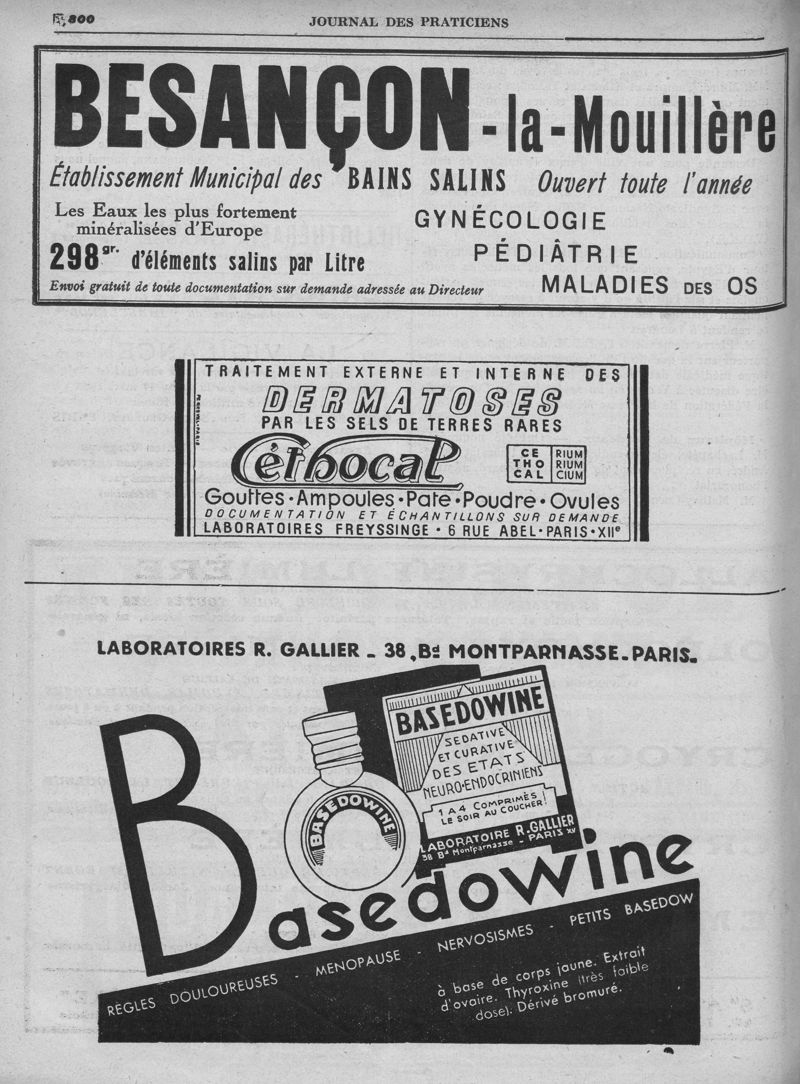 800
JOURNAL DES PRATICIENS
BESANÇON - la - Mouillère
Établissement Municipal des BAINS SALINS Ouvert toute l'année
Les Eaux les plus fortement
minéralisées d'Europe
298gr. d'éléments salins par Litre
Envoi gratuit de toute documentation sur demande adressée au Directeur
GYNÉCOLOGIE
PÉDIÂTRIE
MALADIES DES OS
TRAITEMENT EXTERNE ET INTERNE DES
DERMATOSES
PAR LES SELS DE TERRES RARES
Céthocal
CE RIUM
THO RIUM
CAL CIUM
Gouttes · Ampoules · Pate · Poudre · Ovules
DOCUMENTATION ET ÉCHANTILLONS SUR DEMANDE
LABORATOIRES FREYSSINGE · 6 RUE ABEL · PARIS · XIIe
LABORATOIRES R. GALLIER _ 38, Bd MONTPARNASSE _ PARIS.
BASEDOWINE
SEDATIVE
ET CURATIVE
DES ETATS
NEURO-ENDOCRINIENS
1 A 4 COMPRIMÈS
LE SOIR AU COUCHER!
LABORATOIRE R. GALLIER
38 Bd Montparnasse - PARIS XV
BASEDOWINE
Basedowine
RÈGLES DOULOUREUSES - MENOPAUSE - NERVOSISMES - PETITS BASEDOW
à base de corps jaune. Extrait
d'ovaire. Thyroxine (très faible
dose). Dérivé bromuré.